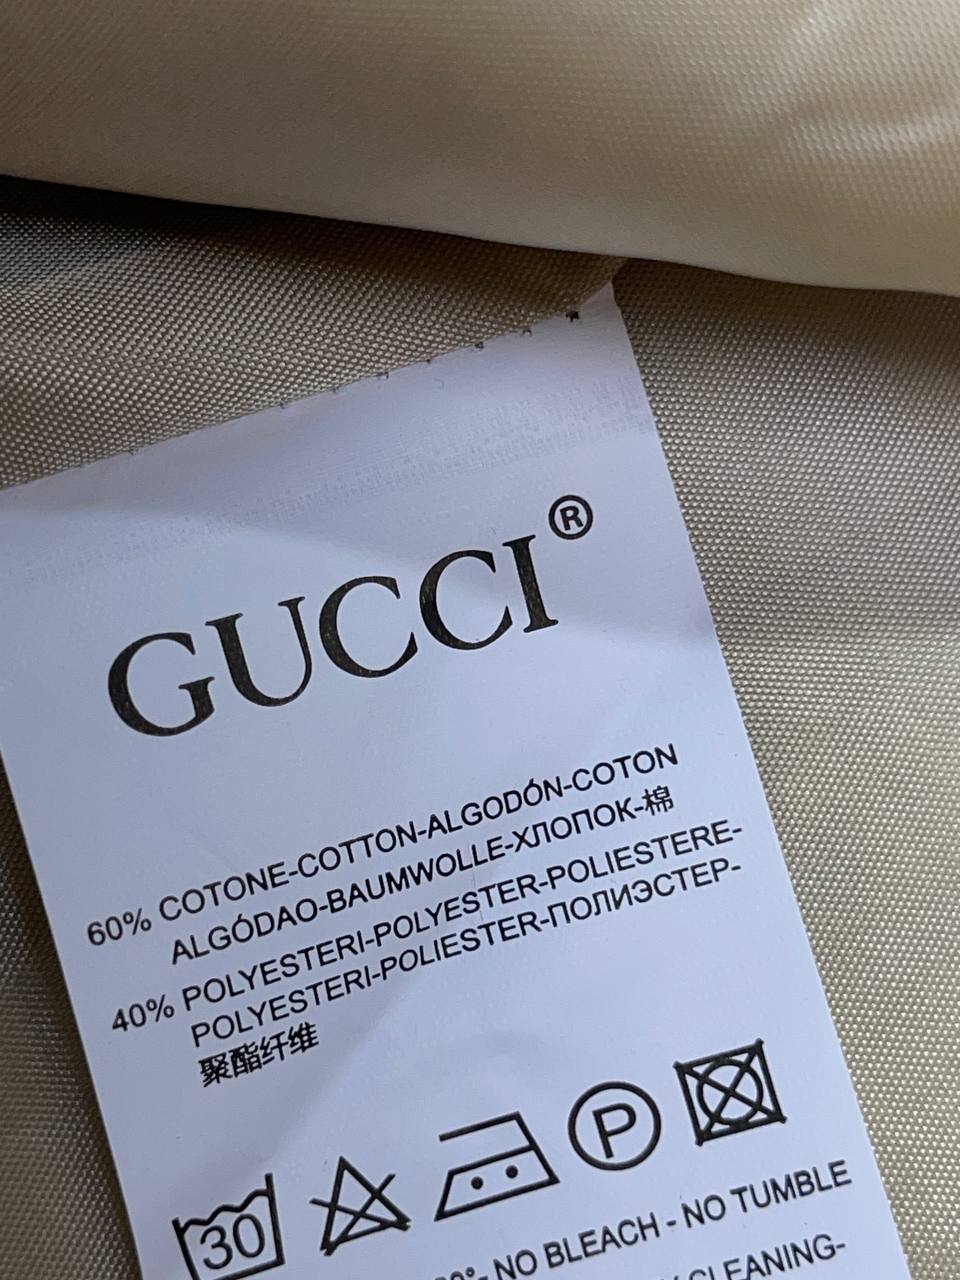 GUCCI®
60% COTONE-COTTON-ALGODÓN-COTON
ALGÓDAO-BAUMWOLLE-ХЛОПОК-棉
40% POLYESTERI-POLYESTER-POLIESTERE-
POLYESTERI-POLIESTER-ПОЛИЭСТЕР-
聚酯纤维
30 P
NO BLEACH - NO TUMBLE
CLEANING-